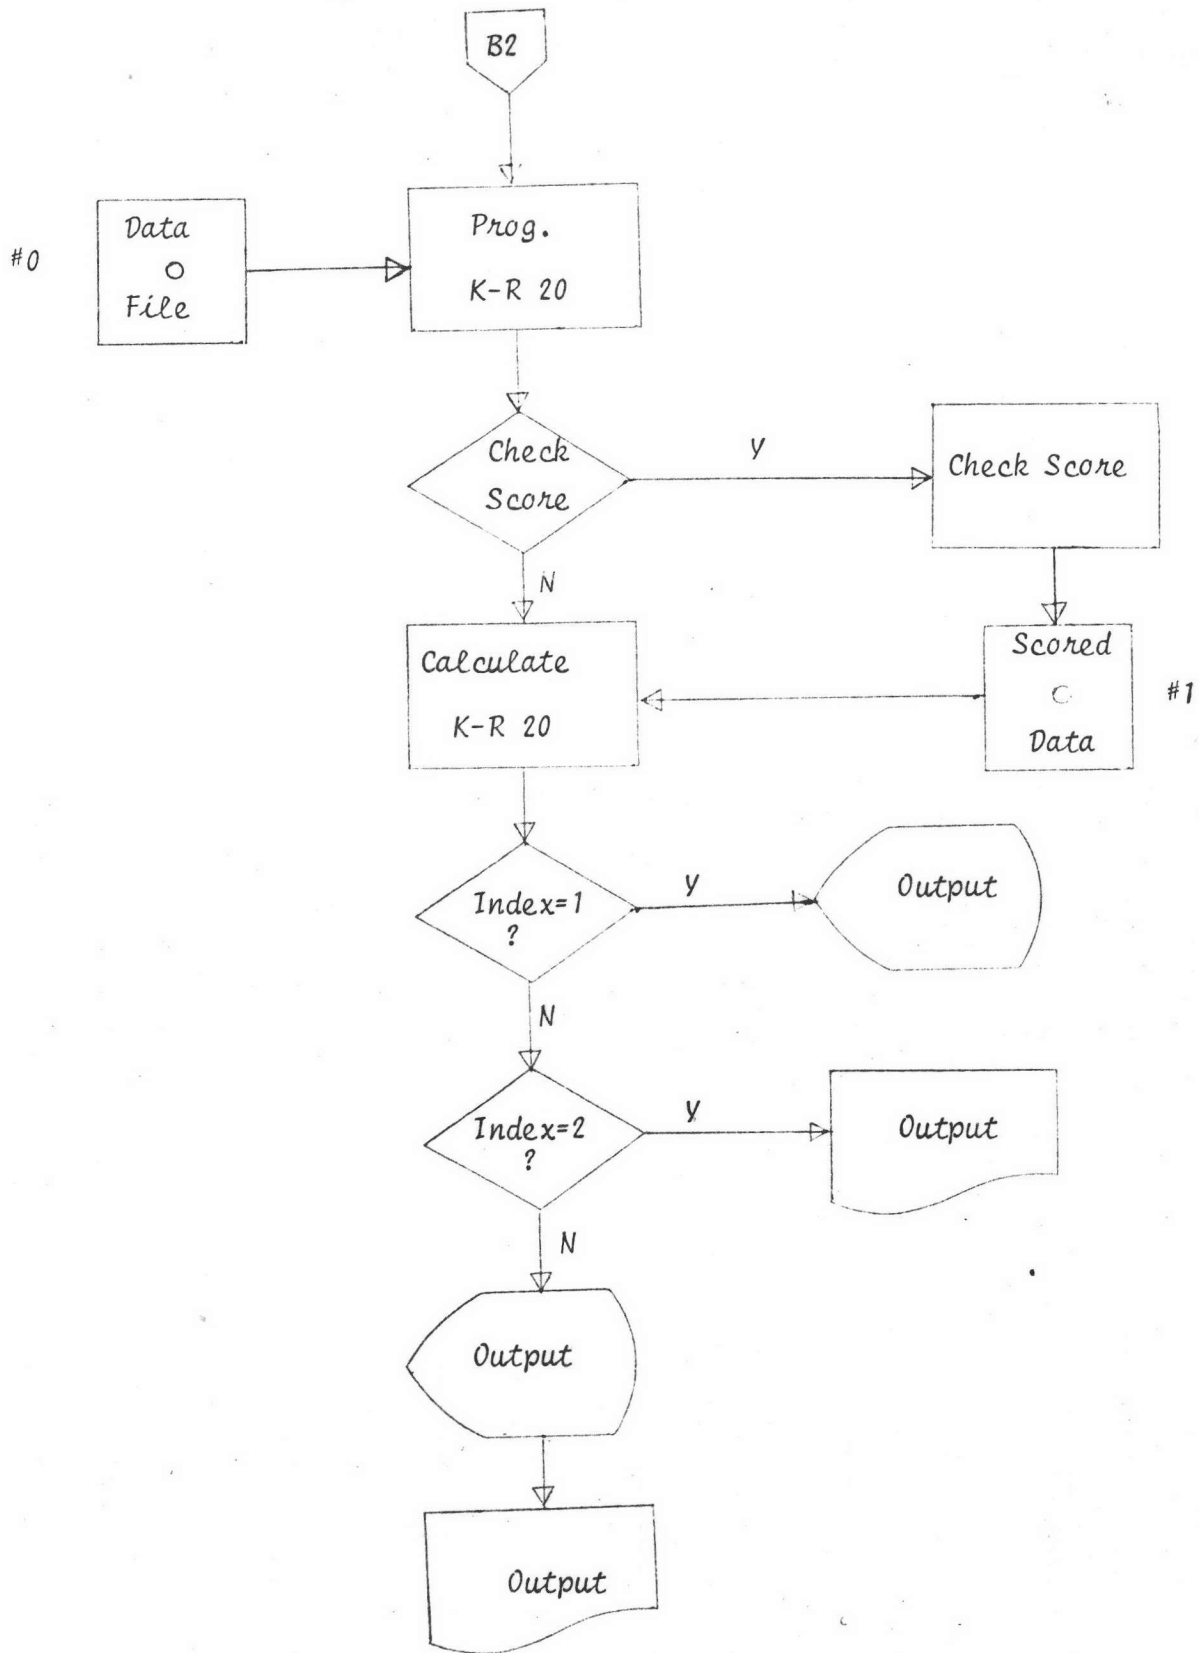 B2
#0
Data
File
Prog.
K-R 20
Check
Score
Y
Check Score
N
Calculate
K-R 20
Scored
Data
#1
Index=1
?
Y
Output
N
Index=2
?
Y
Output
N
Output
Output